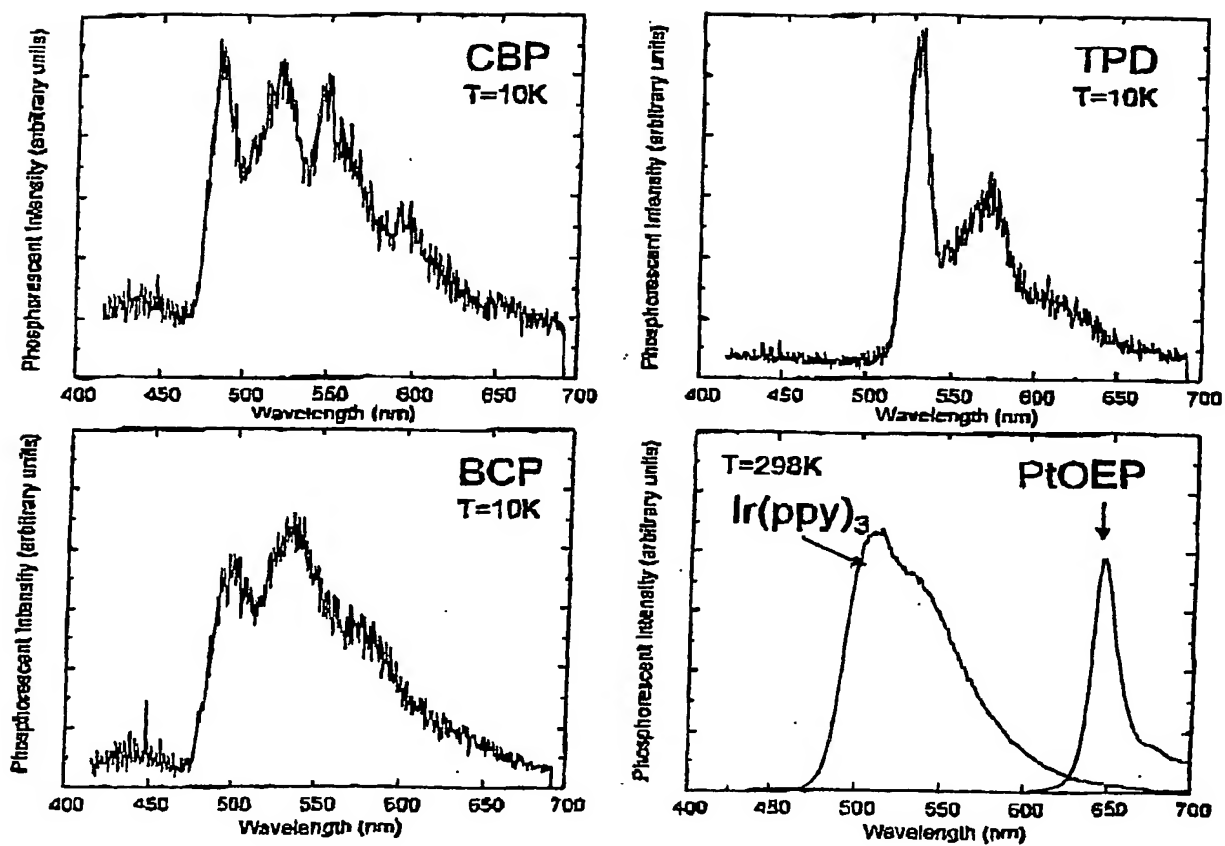 Phosphorescent Intensity (arbitrary units)
CBP
T=10K
400 450 500 550 600 650 700
Wavelength (nm)
Phosphorescent Intensity (arbitrary units)
TPD
T=10K
400 450 500 550 600 650 700
Wavelength (nm)
Phosphorescent Intensity (arbitrary units)
BCP
T=10K
400 450 500 550 600 650 700
Wavelength (nm)
Phosphorescent Intensity (arbitrary units)
T=298K
PtOEP
Ir(ppy)₃
400 450 500 550 600 650 700
Wavelength (nm)